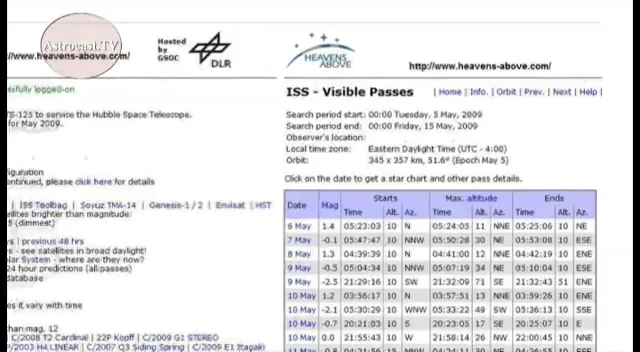 Astrocast.TV
Hosted
by
GSOC
DLR
HEAVENS
ABOVE
http://www.heavens-above.com/
://www.heavens-above.com/
sfully logged-on
TS-125 to service the Hubble Space Telescope.
for May 2009.
iguration
continued, please click here for details
| ISS Toolbag | Soyuz TMA-14 | Genesis-1 / 2 | Envisat | HST
ellites brighter than magnitude:
5 (dimmest)
ys | previous 48 hrs
- see satellites in broad daylight!
olar System - where are they now?
24 hour predictions (all passes)
database
es it vary with time
han mag. 12
C/2008 T2 Cardinal | 22P Kopff | C/2009 G1 STEREO
P/2003 H4 LINEAR | C/2007 Q3 Siding Spring | C/2009 E1 Itagaki
ISS - Visible Passes
| Home | Info. | Orbit | Prev. | Next | Help |
Search period start: 00:00 Tuesday, 5 May, 2009
Search period end: 00:00 Friday, 15 May, 2009
Observer's location:
Local time zone: Eastern Daylight Time (UTC - 4:00)
Orbit: 345 x 357 km, 51.6° (Epoch May 5)
Click on the date to get a star chart and other pass details.
Date Mag Starts Max. altitude Ends
Time Alt. Az. Time Alt. Az. Time Alt. Az.
6 May 1.4 05:23:03 10 N 05:24:05 11 NNE 05:25:06 10 NE
7 May -0.1 05:47:47 10 NNW 05:50:28 30 NE 05:53:08 10 ESE
8 May 1.3 04:39:39 10 N 04:41:00 12 NNE 04:42:19 10 ENE
9 May -0.5 05:04:34 10 NNW 05:07:19 34 NE 05:10:04 10 ESE
9 May -2.5 21:29:16 10 SW 21:32:09 71 SE 21:32:43 51 ENE
10 May 1.2 03:56:17 10 N 03:57:51 13 NNE 03:59:26 10 ENE
10 May -2.1 05:30:29 10 WNW 05:33:22 49 SW 05:36:13 10 SSE
10 May -0.7 20:21:03 10 S 20:23:05 17 SE 20:25:07 10 E
10 May 0.0 21:55:43 10 W 21:58:14 26 NW 22:00:45 10 NNE